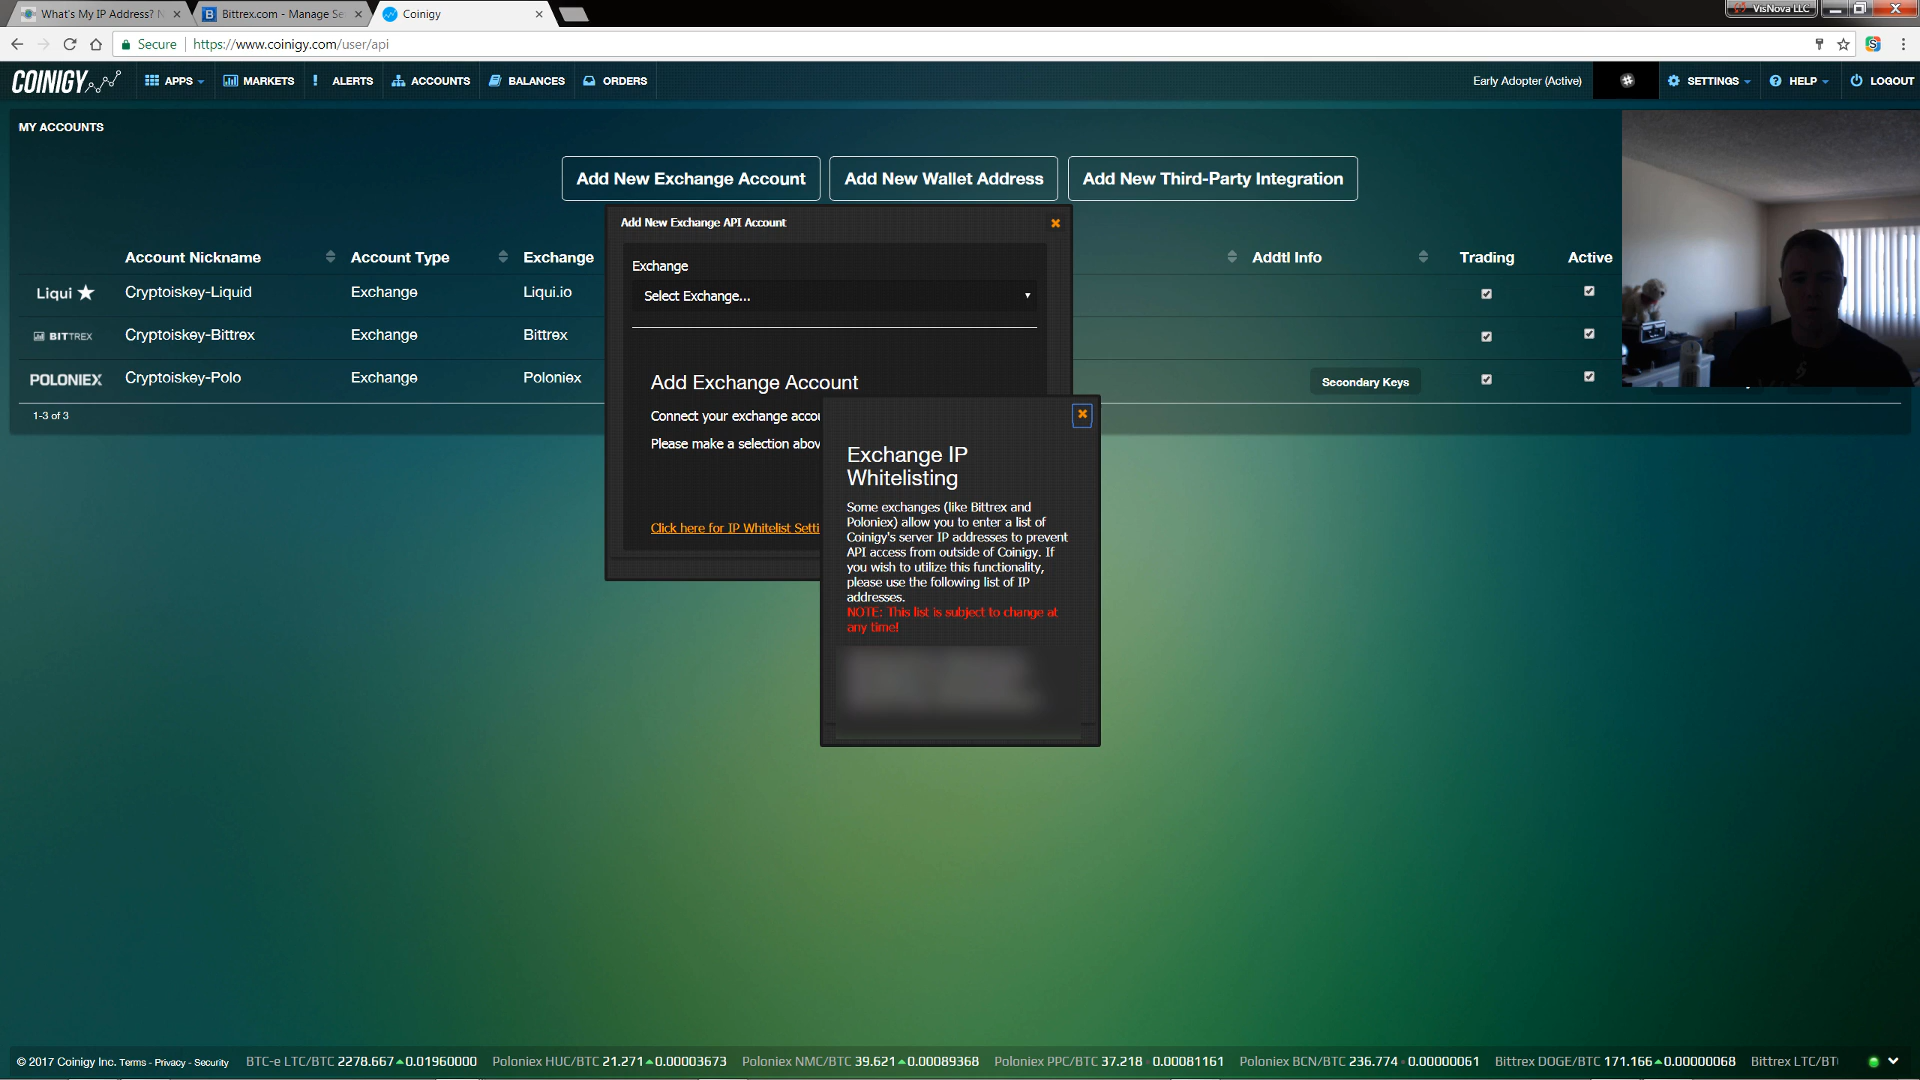 What's My IP Address?
Bittrex.com - Manage Se
Coinigy
VisNova LLC
Secure
https://www.coinigy.com/user/api
COINIGY
APPS
MARKETS
! ALERTS
ACCOUNTS
BALANCES
ORDERS
Early Adopter (Active)
SETTINGS
HELP
LOGOUT
MY ACCOUNTS
Add New Exchange Account
Add New Wallet Address
Add New Third-Party Integration
Add New Exchange API Account
Account Nickname
Account Type
Exchange
Addtl Info
Trading
Active
Liqui
Cryptoiskey-Liquid
Exchange
Liqui.io
BITTREX
Cryptoiskey-Bittrex
Exchange
Bittrex
POLONIEX
Cryptoiskey-Polo
Exchange
Poloniex
Secondary Keys
1-3 of 3
Exchange
Select Exchange...
Add Exchange Account
Connect your exchange accou
Please make a selection abov
Click here for IP Whitelist Setti
Exchange IP
Whitelisting
Some exchanges (like Bittrex and
Poloniex) allow you to enter a list of
Coinigy's server IP addresses to prevent
API access from outside of Coinigy. If
you wish to utilize this functionality,
please use the following list of IP
addresses.
NOTE: This list is subject to change at
any time!
© 2017 Coinigy Inc. Terms - Privacy - Security
BTC-e LTC/BTC 2278.667 0.01960000
Poloniex HUC/BTC 21.271 0.00003673
Poloniex NMC/BTC 39.621 0.00089368
Poloniex PPC/BTC 37.218 0.00081161
Poloniex BCN/BTC 236.774 0.00000061
Bittrex DOGE/BTC 171.166 0.00000068
Bittrex LTC/BT